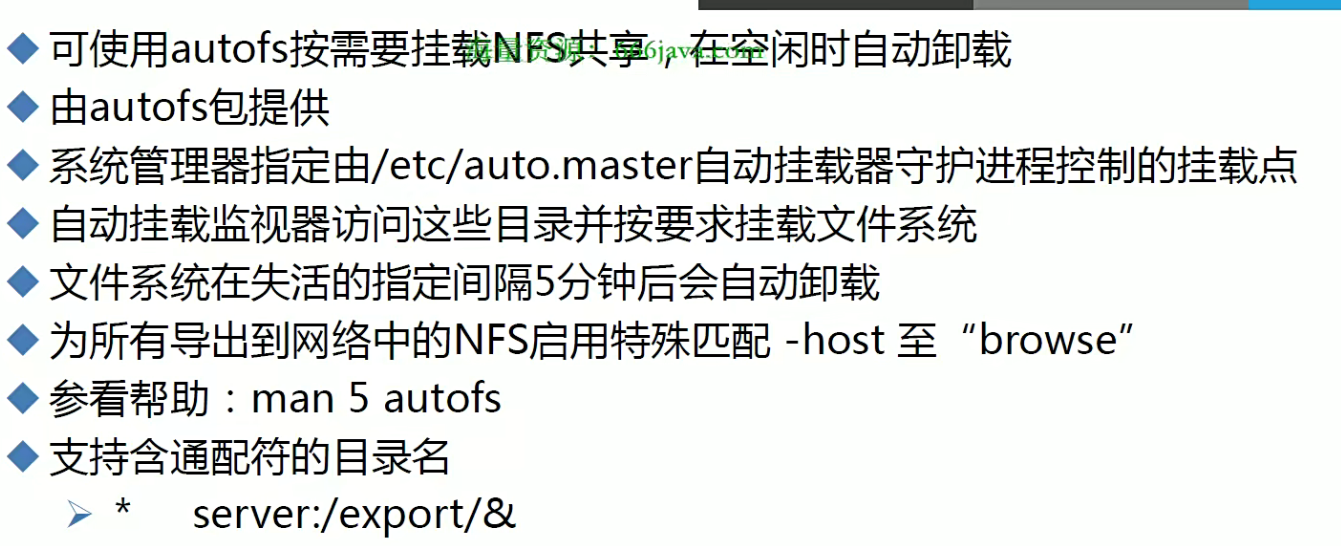 可使用autofs按需要挂载NFS共享，在空闲时自动卸载
海量资源：666java.com
由autofs包提供
系统管理器指定由/etc/auto.master自动挂载器守护进程控制的挂载点
自动挂载监视器访问这些目录并按要求挂载文件系统
文件系统在失活的指定间隔5分钟后会自动卸载
为所有导出到网络中的NFS启用特殊匹配 -host 至“browse”
参看帮助：man 5 autofs
支持含通配符的目录名
* server:/export/&